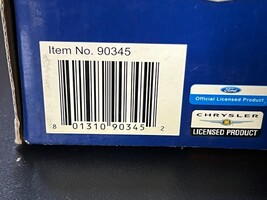 Item No. 90345
8 01310 90345 2
Ford
Official Licensed Product
CHRYSLER
LICENSED PRODUCT